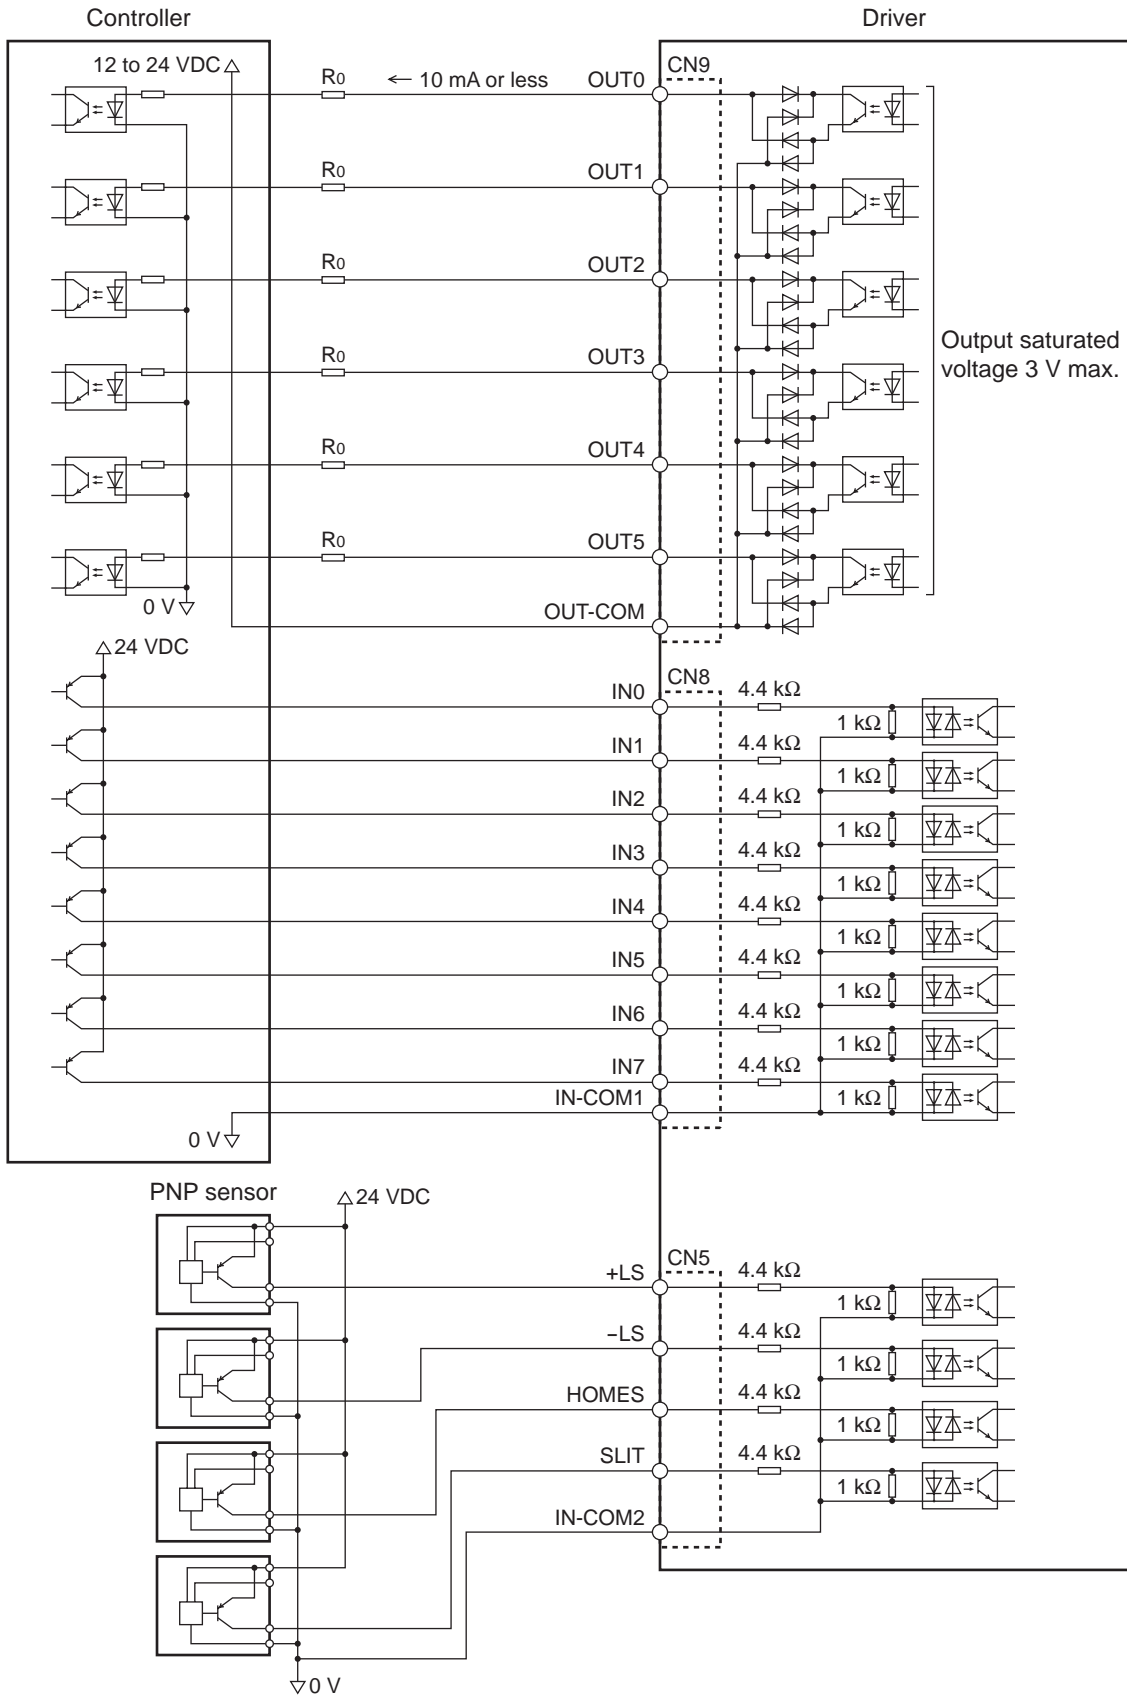 Controller
Driver
12 to 24 VDC
R0
← 10 mA or less
OUT0
CN9
R0
OUT1
R0
OUT2
R0
OUT3
Output saturated
voltage 3 V max.
R0
OUT4
R0
OUT5
0 V
OUT-COM
24 VDC
CN8
IN0
4.4 kΩ
1 kΩ
IN1
4.4 kΩ
1 kΩ
IN2
4.4 kΩ
1 kΩ
IN3
4.4 kΩ
1 kΩ
IN4
4.4 kΩ
1 kΩ
IN5
4.4 kΩ
1 kΩ
IN6
4.4 kΩ
1 kΩ
IN7
4.4 kΩ
1 kΩ
IN-COM1
0 V
PNP sensor
24 VDC
CN5
+LS
4.4 kΩ
1 kΩ
−LS
4.4 kΩ
1 kΩ
HOMES
4.4 kΩ
1 kΩ
SLIT
4.4 kΩ
1 kΩ
IN-COM2
0 V